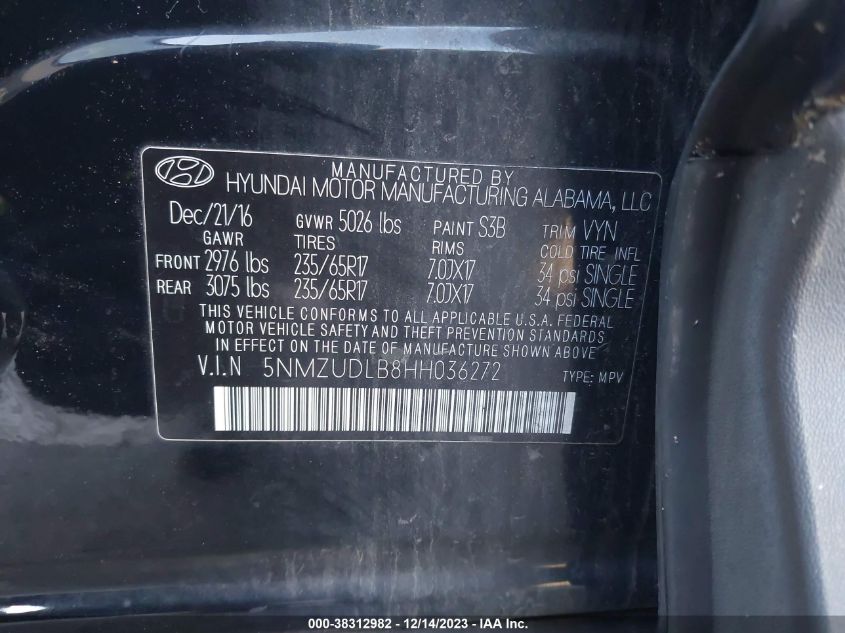 MANUFACTURED BY
HYUNDAI MOTOR MANUFACTURING ALABAMA, LLC
Dec/21/16 GVWR 5026 lbs PAINT S3B TRIM VYN
GAWR TIRES RIMS COLD TIRE INFL
FRONT 2976 lbs 235/65R17 7.0JX17 34 psi SINGLE
REAR 3075 lbs 235/65R17 7.0JX17 34 psi SINGLE
THIS VEHICLE CONFORMS TO ALL APPLICABLE U.S.A. FEDERAL
MOTOR VEHICLE SAFETY AND THEFT PREVENTION STANDARDS
IN EFFECT ON THE DATE OF MANUFACTURE SHOWN ABOVE
V.I.N 5NMZUDLB8HH036272 TYPE: MPV
000-38312982 - 12/14/2023 - IAA, Inc.